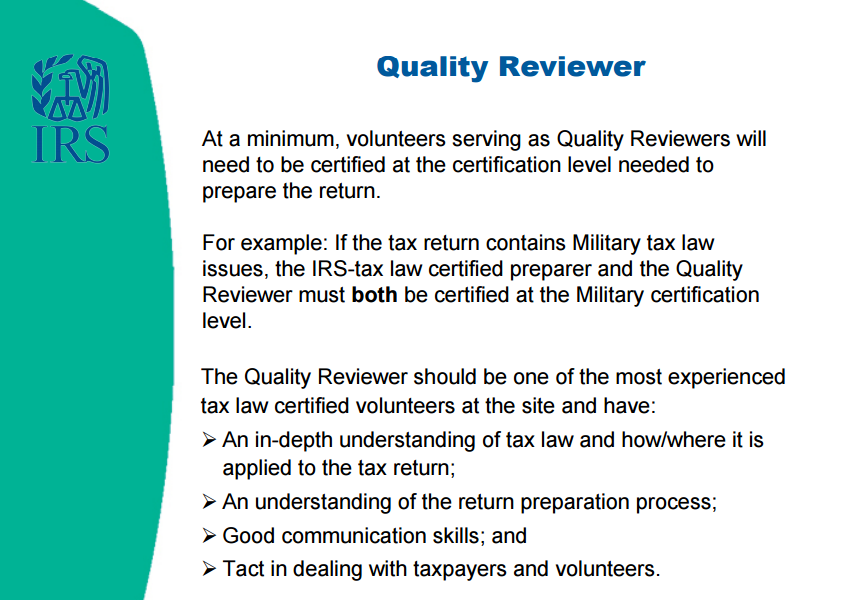 IRS
Quality Reviewer
At a minimum, volunteers serving as Quality Reviewers will
need to be certified at the certification level needed to
prepare the return.
For example: If the tax return contains Military tax law
issues, the IRS-tax law certified preparer and the Quality
Reviewer must both be certified at the Military certification
level.
The Quality Reviewer should be one of the most experienced
tax law certified volunteers at the site and have:
➢ An in-depth understanding of tax law and how/where it is
applied to the tax return;
➢ An understanding of the return preparation process;
➢ Good communication skills; and
➢ Tact in dealing with taxpayers and volunteers.